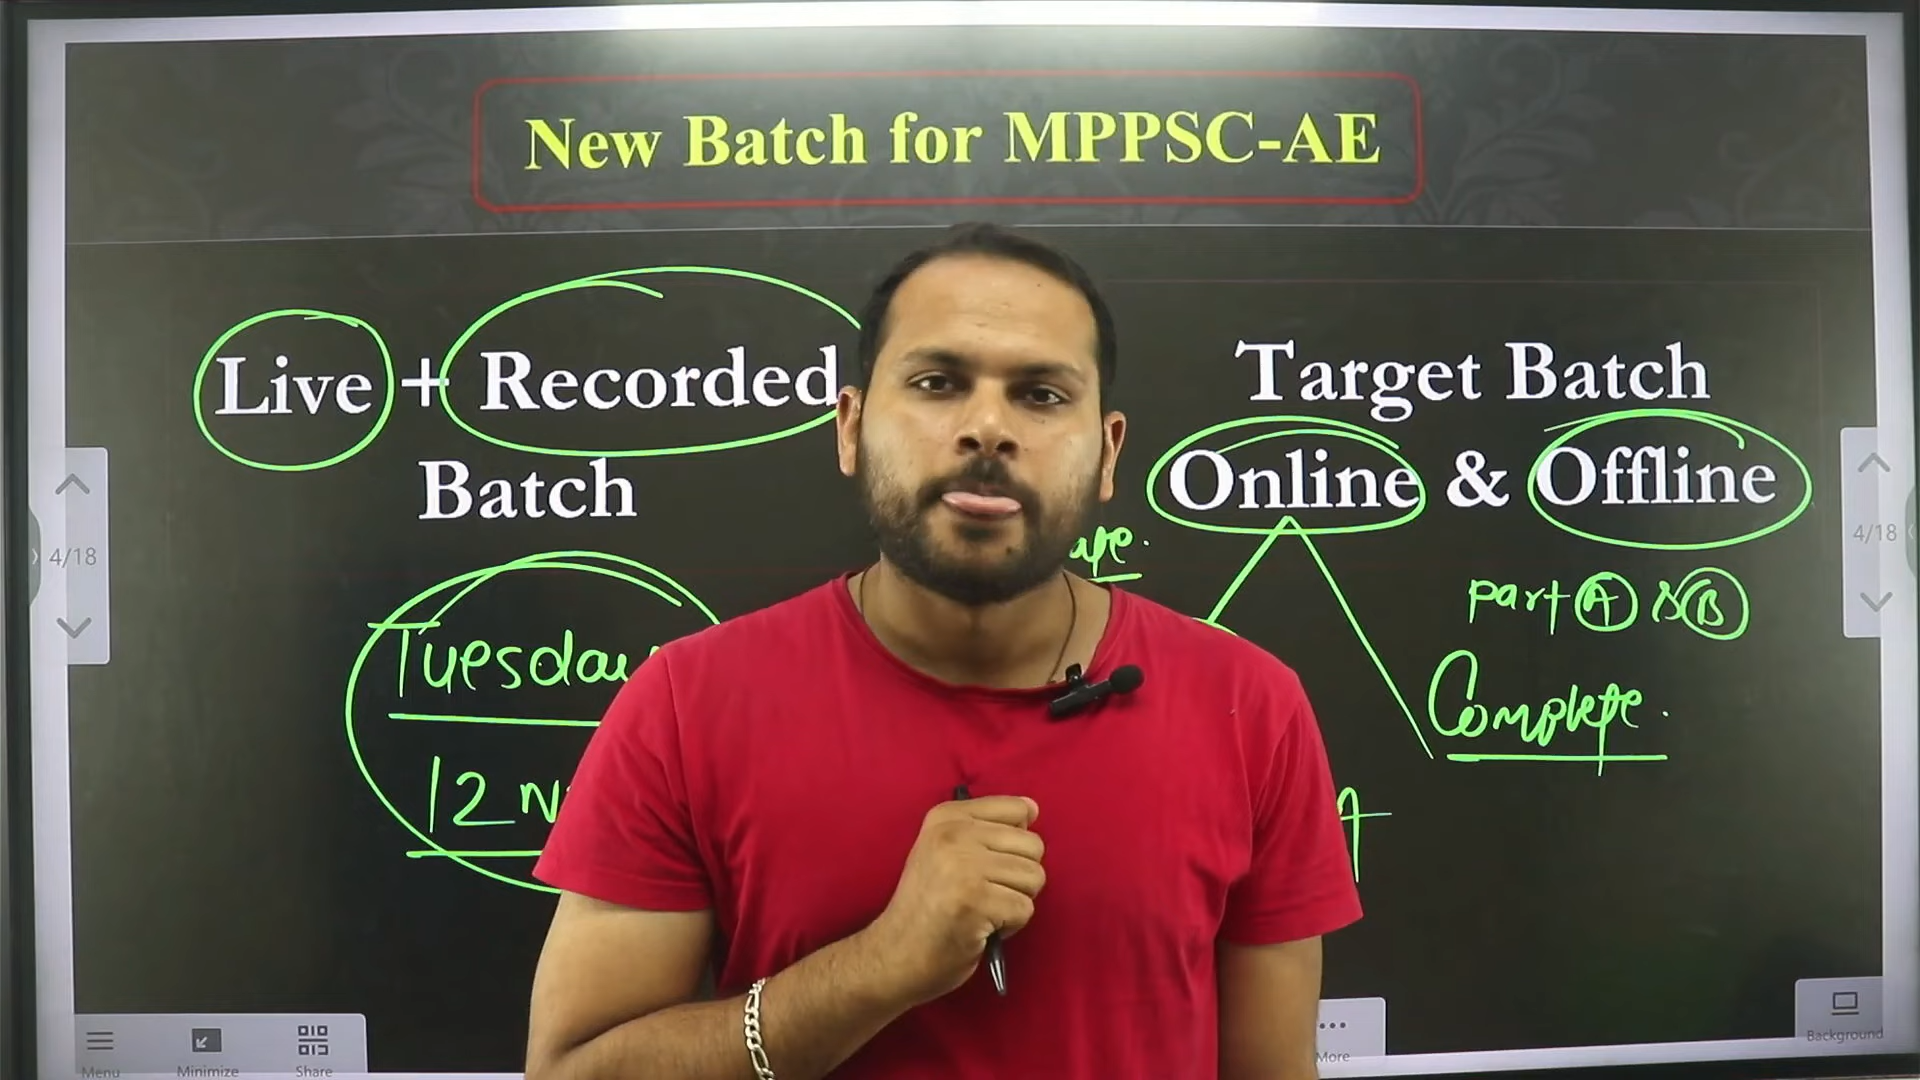 New Batch for MPPSC-AE
Live + Recorded
Batch
Tuesday
12
Target Batch
Online & Offline
part A & B
Complete.
A
4/18
4/18
Menu
Minimize
Share
More
Background